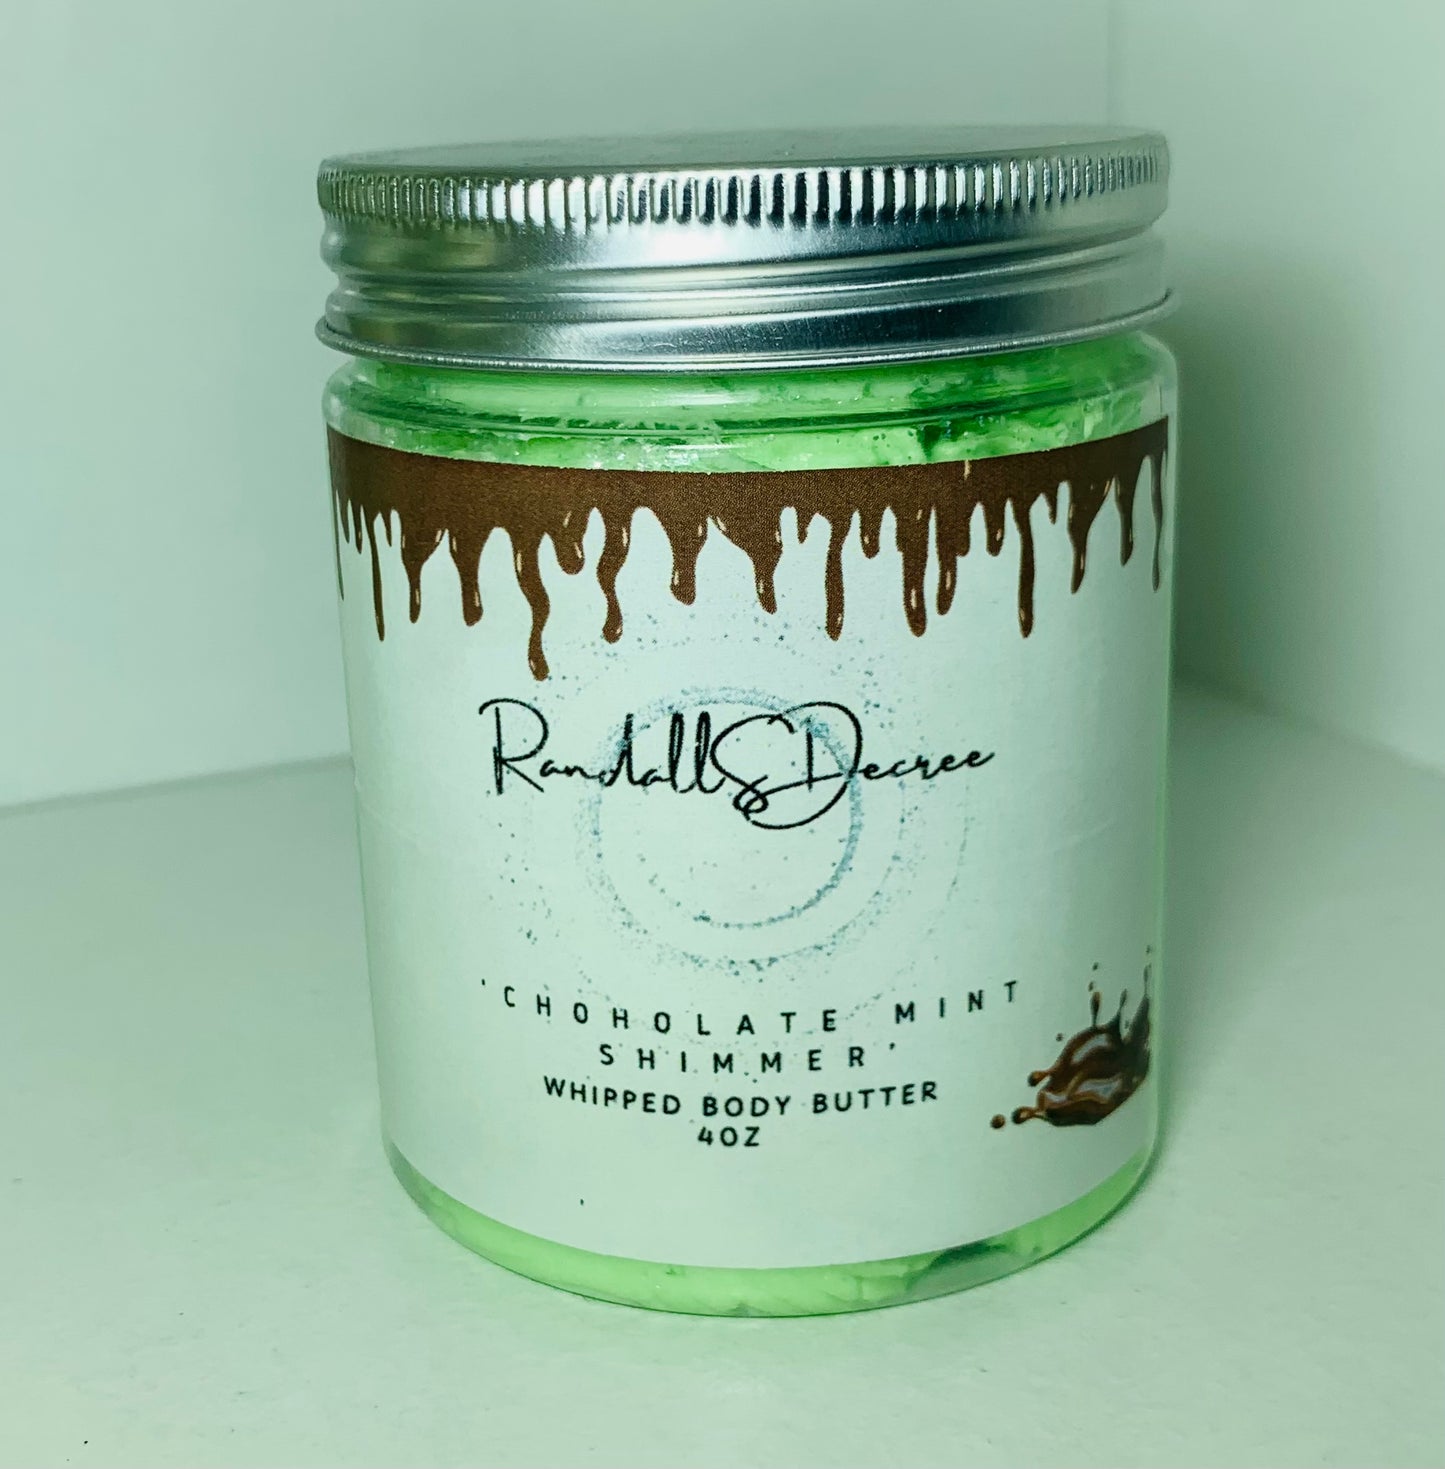 RandallSDecree
'CHOHOLATE MINT
SHIMMER'
WHIPPED BODY BUTTER
4OZ